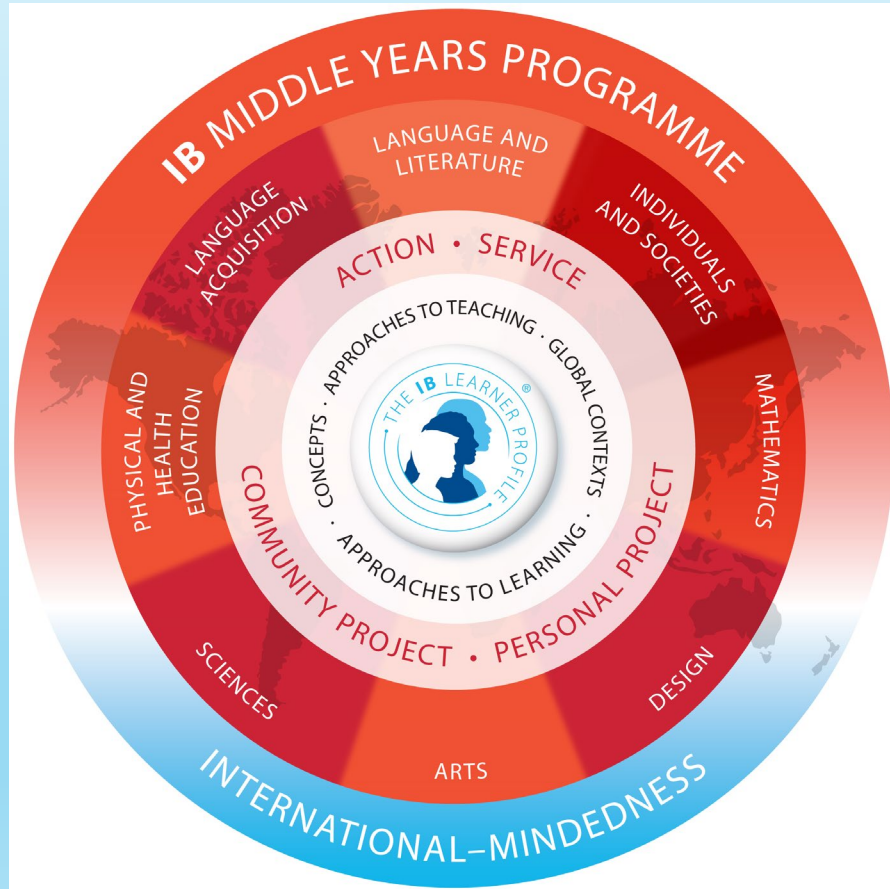 IB MIDDLE YEARS PROGRAMME
LANGUAGE AND
LITERATURE
INDIVIDUALS
AND SOCIETIES
MATHEMATICS
DESIGN
ARTS
SCIENCES
PHYSICAL AND
HEALTH
EDUCATION
LANGUAGE
ACQUISITION
ACTION • SERVICE
COMMUNITY PROJECT • PERSONAL PROJECT
APPROACHES TO TEACHING · GLOBAL CONTEXTS ·
APPROACHES TO LEARNING · CONCEPTS ·
• THE IB LEARNER PROFILE • ®
INTERNATIONAL–MINDEDNESS